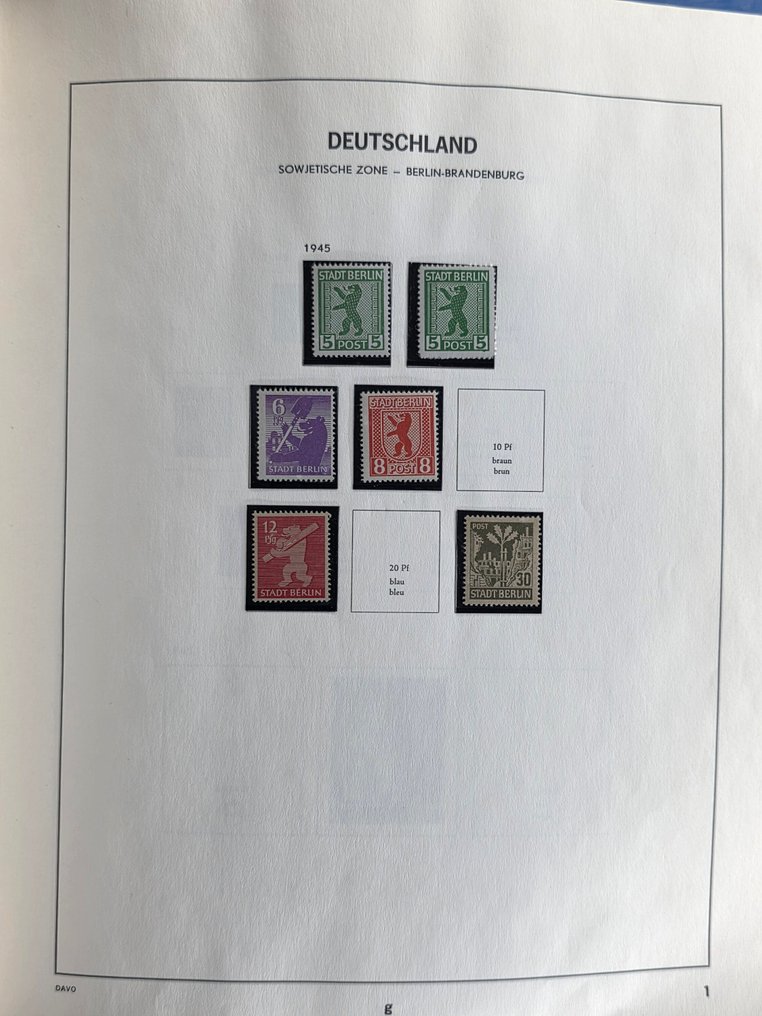 DEUTSCHLAND
SOWJETISCHE ZONE – BERLIN-BRANDENBURG
1945
STADT BERLIN
5 POST 5
STADT BERLIN
5 POST 5
6
Pfg
STADT BERLIN
STADT BERLIN
8 POST 8
10 Pf
braun
brun
12
Pfg
STADT BERLIN
20 Pf
blau
bleu
POST
30
STADT BERLIN
DAVO
g
1